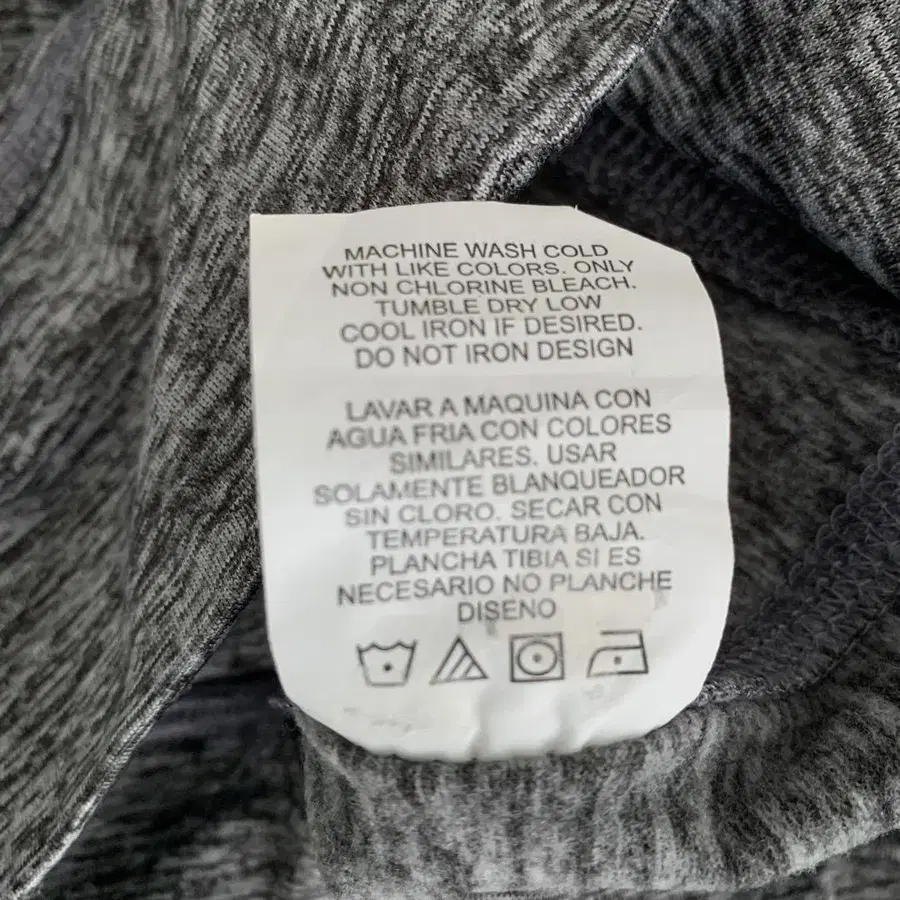 MACHINE WASH COLD
WITH LIKE COLORS. ONLY
NON CHLORINE BLEACH.
TUMBLE DRY LOW
COOL IRON IF DESIRED.
DO NOT IRON DESIGN
LAVAR A MAQUINA CON
AGUA FRIA CON COLORES
SIMILARES. USAR
SOLAMENTE BLANQUEADOR
SIN CLORO. SECAR CON
TEMPERATURA BAJA.
PLANCHA TIBIA SI ES
NECESARIO NO PLANCHE
DISENO